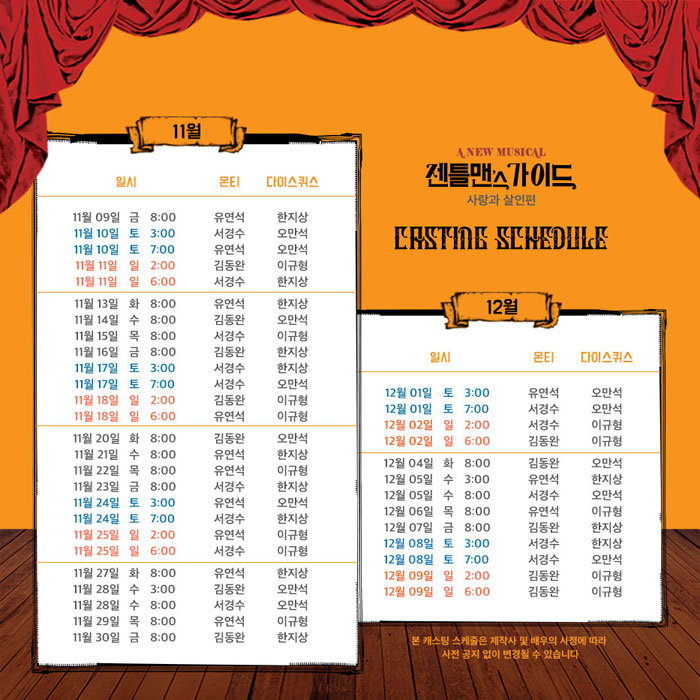 11월
일시 몬티 다이스퀴스
11월 09일 금 8:00 유연석 한지상
11월 10일 토 3:00 서경수 오만석
11월 10일 토 7:00 유연석 오만석
11월 11일 일 2:00 김동완 이규형
11월 11일 일 6:00 서경수 한지상
11월 13일 화 8:00 유연석 한지상
11월 14일 수 8:00 김동완 오만석
11월 15일 목 8:00 서경수 이규형
11월 16일 금 8:00 김동완 한지상
11월 17일 토 3:00 서경수 한지상
11월 17일 토 7:00 유연석 오만석
11월 18일 일 2:00 김동완 이규형
11월 18일 일 6:00 유연석 이규형
11월 20일 화 8:00 김동완 오만석
11월 21일 수 8:00 유연석 한지상
11월 22일 목 8:00 유연석 이규형
11월 23일 금 8:00 서경수 한지상
11월 24일 토 3:00 유연석 오만석
11월 24일 토 7:00 서경수 한지상
11월 25일 일 2:00 김동완 이규형
11월 25일 일 6:00 서경수 이규형
11월 27일 화 8:00 유연석 한지상
11월 28일 수 3:00 김동완 오만석
11월 28일 수 8:00 서경수 오만석
11월 29일 목 8:00 유연석 이규형
11월 30일 금 8:00 김동완 한지상
A NEW MUSICAL
젠틀맨스 가이드
사랑과 살인편
CASTING SCHEDULE
12월
일시 몬티 다이스퀴스
12월 01일 토 3:00 유연석 오만석
12월 01일 토 7:00 서경수 오만석
12월 02일 일 2:00 서경수 이규형
12월 02일 일 6:00 김동완 이규형
12월 04일 화 8:00 김동완 오만석
12월 05일 수 3:00 유연석 한지상
12월 05일 수 8:00 서경수 오만석
12월 06일 목 8:00 유연석 이규형
12월 07일 금 8:00 김동완 한지상
12월 08일 토 3:00 서경수 한지상
12월 08일 토 7:00 유연석 오만석
12월 09일 일 2:00 김동완 이규형
12월 09일 일 6:00 김동완 이규형
본 캐스팅 스케줄은 제작사 및 배우의 사정에 따라
사전 공지 없이 변경될 수 있습니다